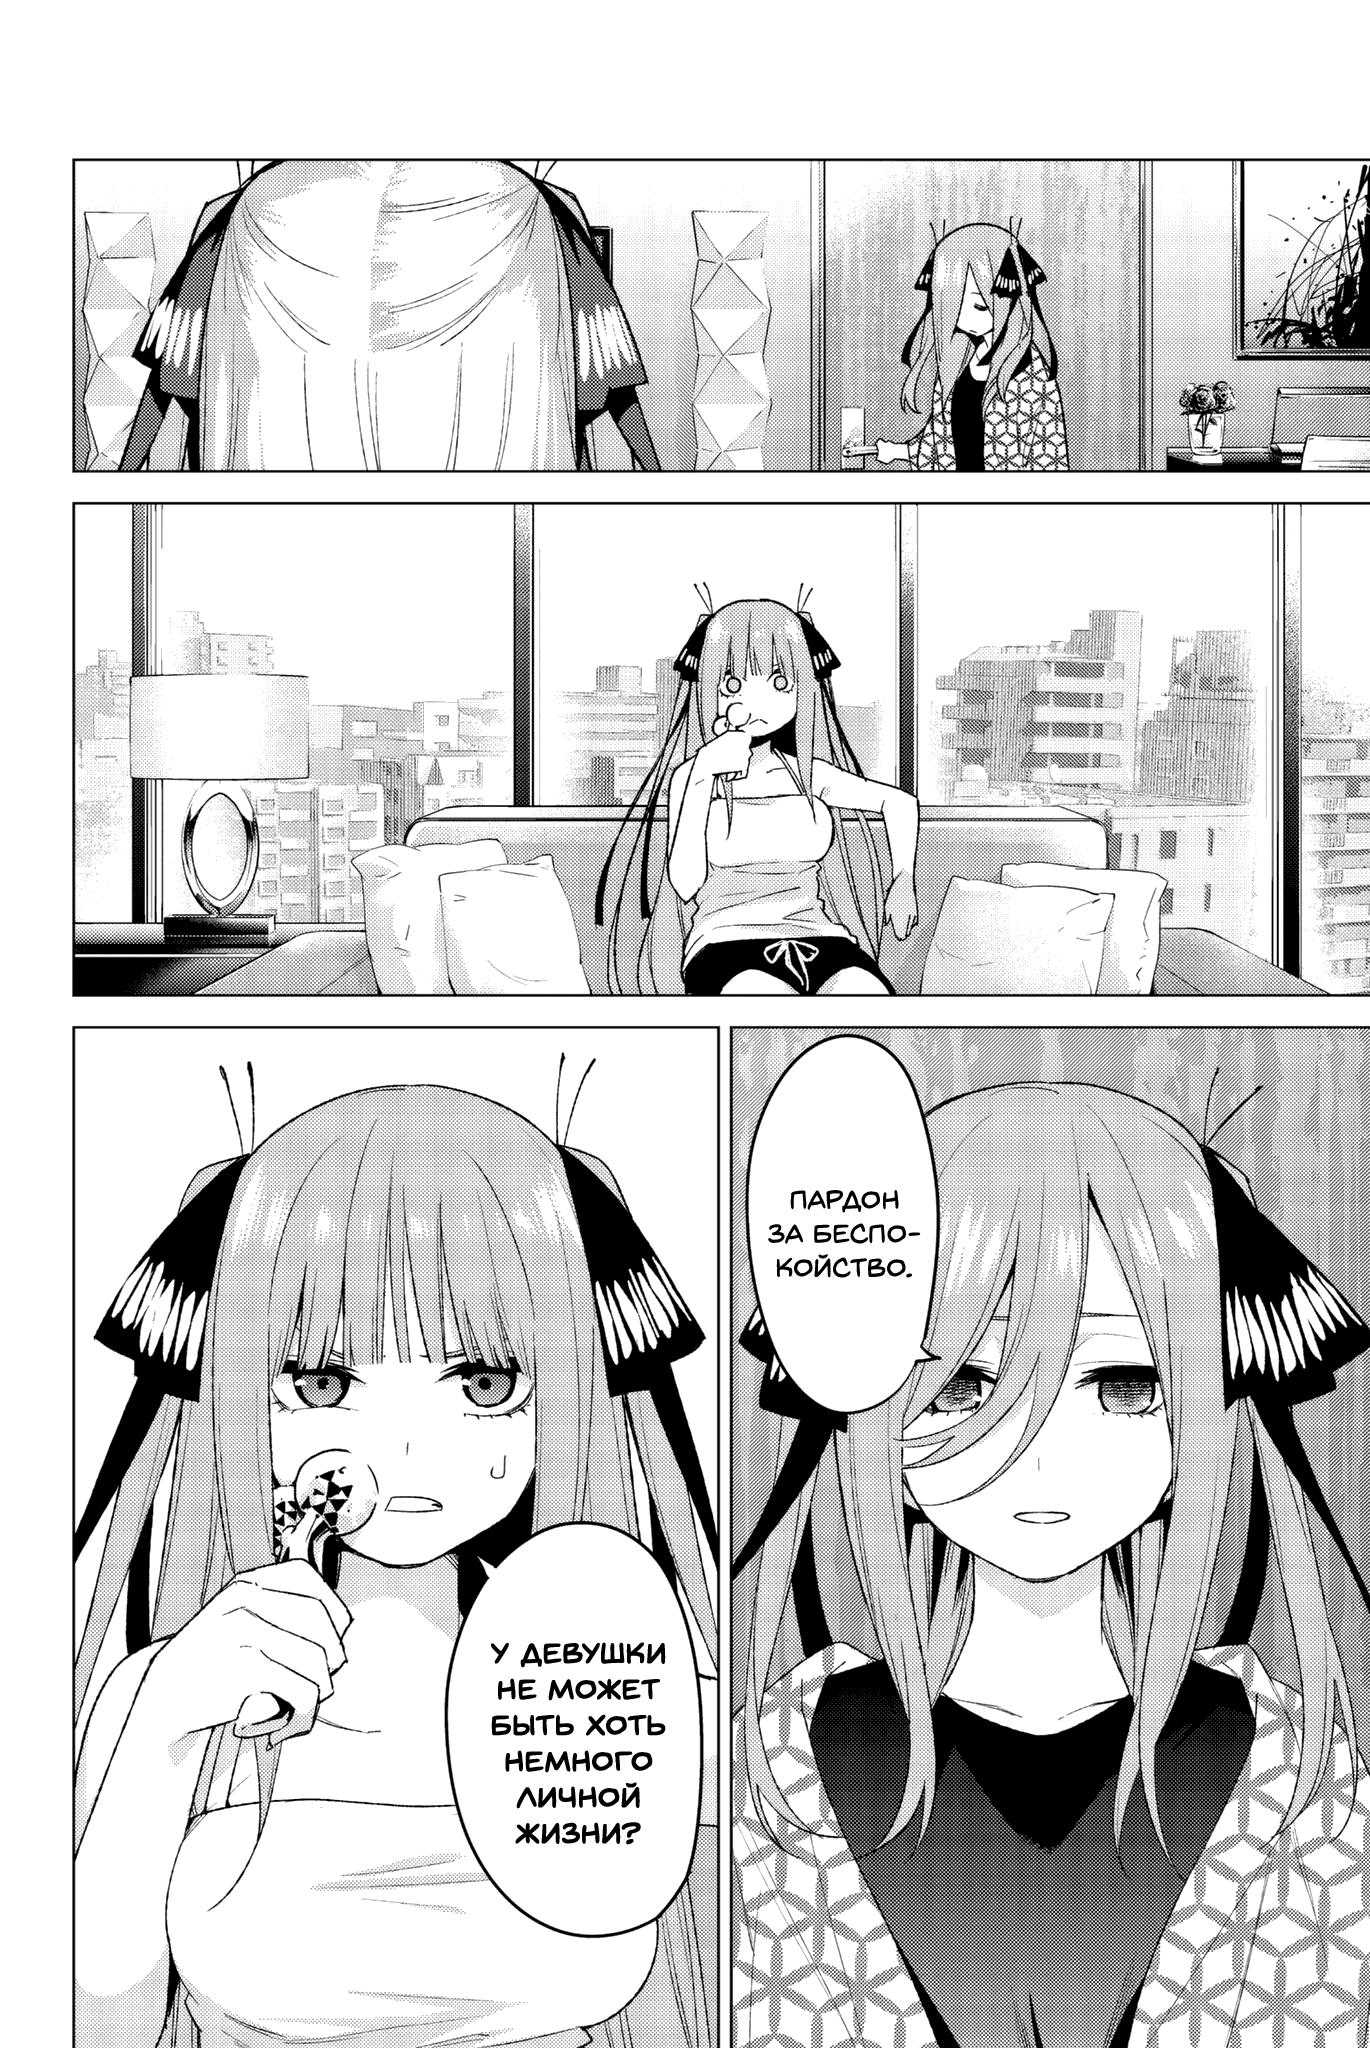 ПАРДОН
ЗА БЕСПО-
КОЙСТВО.
У ДЕВУШКИ
НЕ МОЖЕТ
БЫТЬ ХОТЬ
НЕМНОГО
ЛИЧНОЙ
ЖИЗНИ?